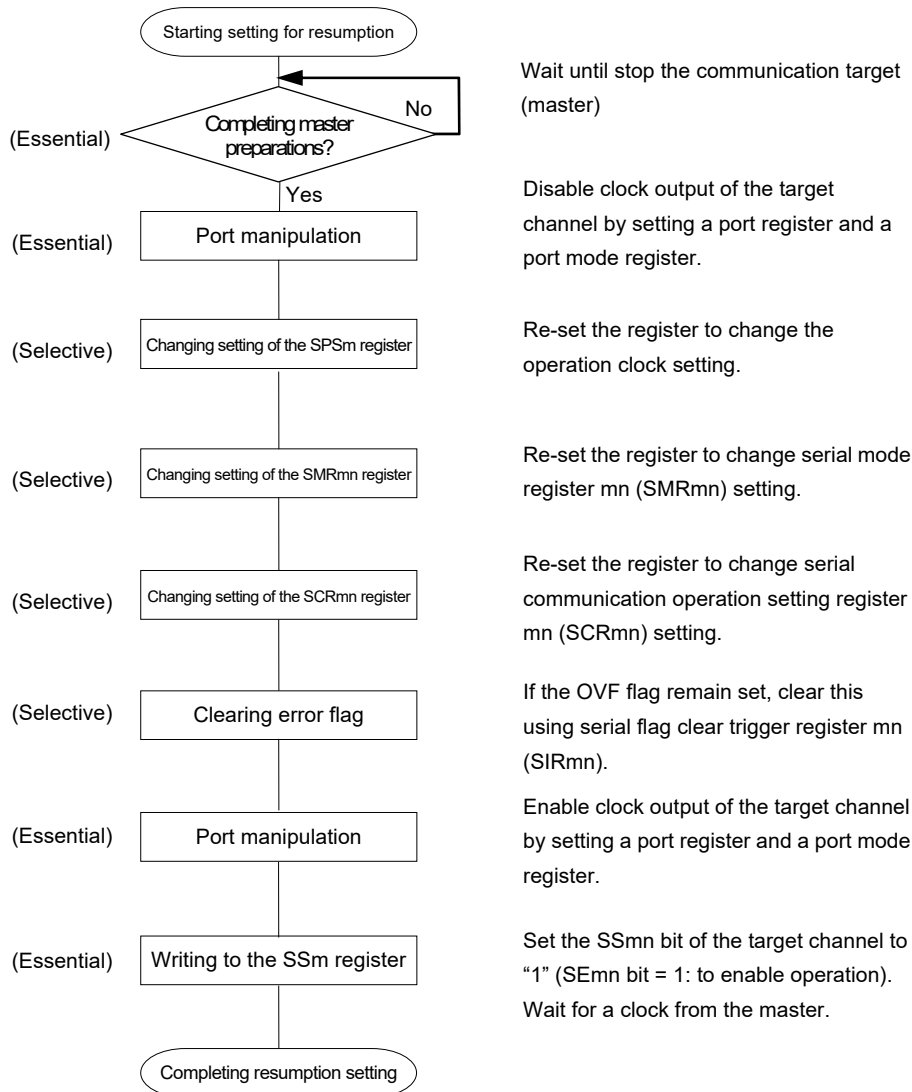 Starting setting for resumption
Wait until stop the communication target
(master)
No
(Essential)
Completing master
preparations?
Yes
Disable clock output of the target
channel by setting a port register and a
port mode register.
(Essential)
Port manipulation
Re-set the register to change the
operation clock setting.
(Selective)
Changing setting of the SPSm register
Re-set the register to change serial mode
register mn (SMRmn) setting.
(Selective)
Changing setting of the SMRmn register
Re-set the register to change serial
communication operation setting register
mn (SCRmn) setting.
(Selective)
Changing setting of the SCRmn register
If the OVF flag remain set, clear this
using serial flag clear trigger register mn
(SIRmn).
(Selective)
Clearing error flag
Enable clock output of the target channel
by setting a port register and a port mode
register.
(Essential)
Port manipulation
Set the SSmn bit of the target channel to
“1” (SEmn bit = 1: to enable operation).
Wait for a clock from the master.
(Essential)
Writing to the SSm register
Completing resumption setting